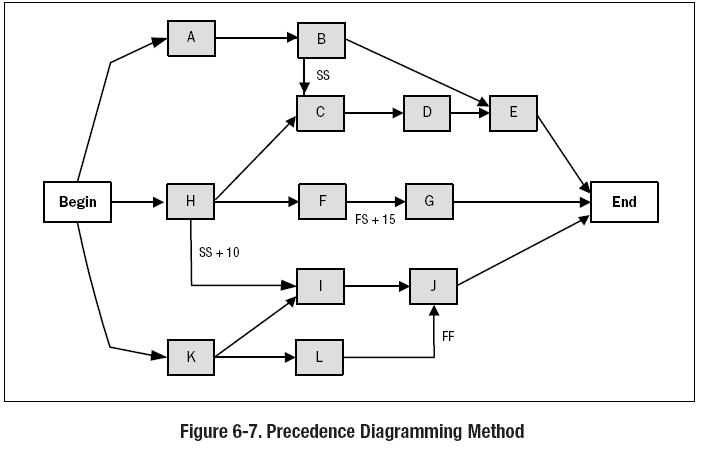 A
B
SS
C
D
E
Begin
H
F
FS + 15
G
End
SS + 10
I
J
FF
K
L
Figure 6-7. Precedence Diagramming Method